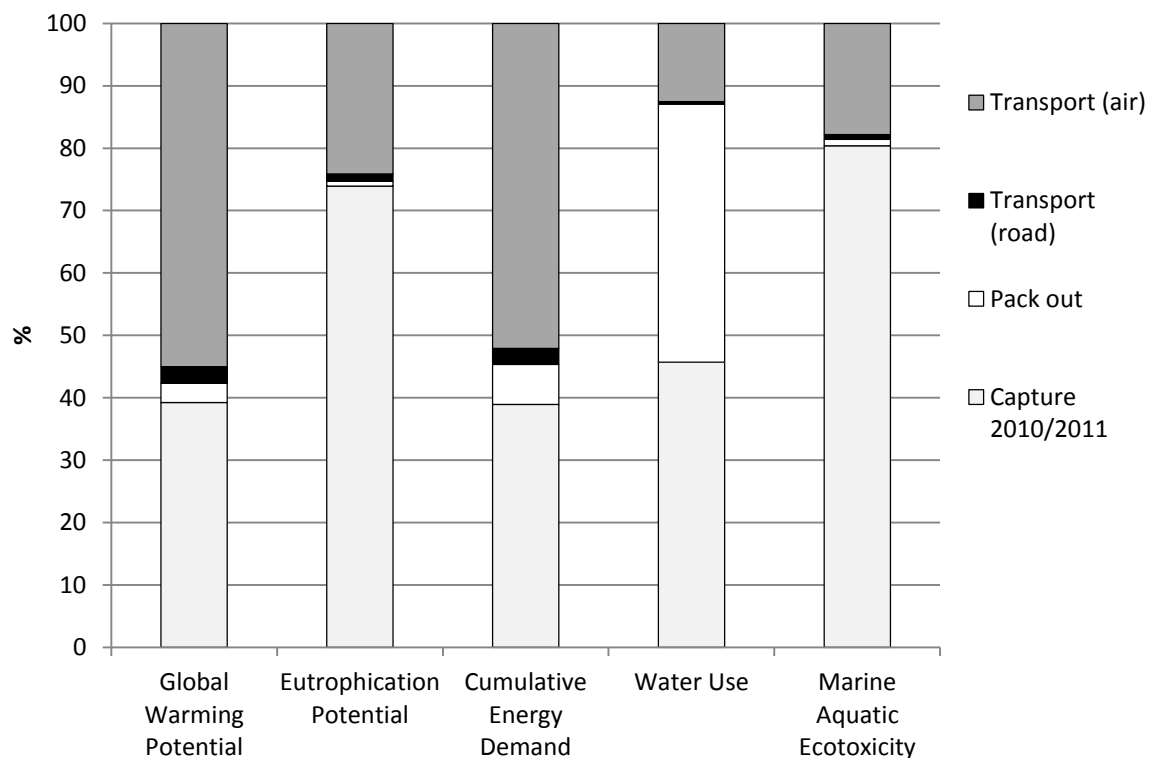 100
90
80
70
60
50
40
30
20
10
0
%
Global
Warming
Potential
Eutrophication
Potential
Cumulative
Energy
Demand
Water Use
Marine
Aquatic
Ecotoxicity
Transport (air)
Transport
(road)
Pack out
Capture
2010/2011